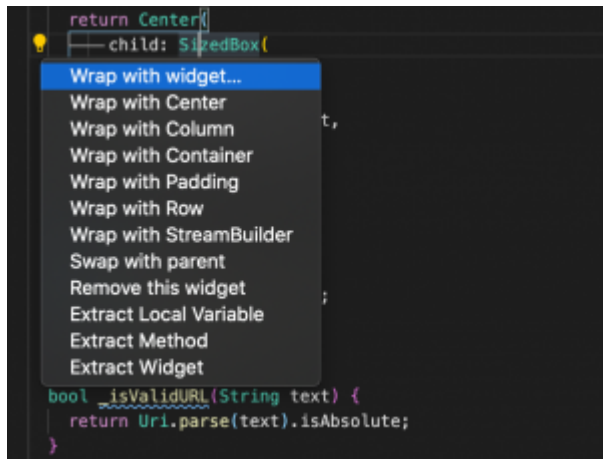 return Center(
child: SizedBox(
Wrap with widget...
Wrap with Center
t,
Wrap with Column
Wrap with Container
Wrap with Padding
Wrap with Row
Wrap with StreamBuilder
Swap with parent
Remove this widget
;
Extract Local Variable
Extract Method
Extract Widget
bool _isValidURL(String text) {
return Uri.parse(text).isAbsolute;
}